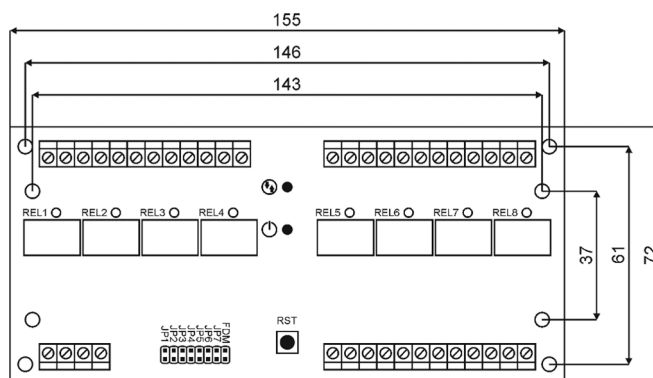 155
146
143
REL1
REL2
REL3
REL4
REL5
REL6
REL7
REL8
37
61
72
RST
JP1
JP2
JP3
JP4
JP5
JP6
JP7
FDM